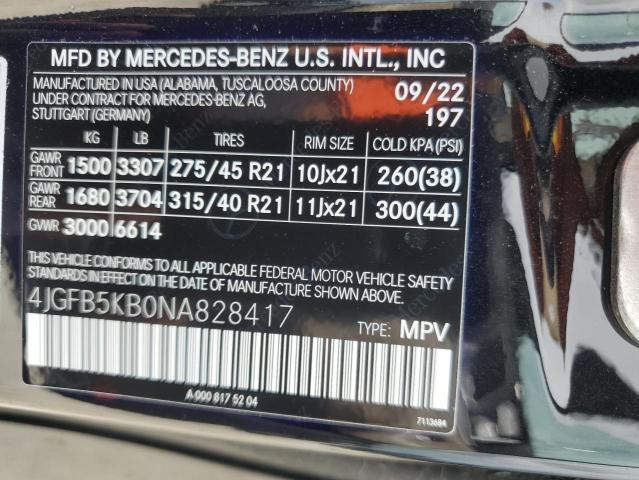 MFD BY MERCEDES-BENZ U.S. INTL., INC
MANUFACTURED IN USA (ALABAMA, TUSCALOOSA COUNTY)
UNDER CONTRACT FOR MERCEDES-BENZ AG,
STUTTGART (GERMANY)
09/22
197
KG LB TIRES RIM SIZE COLD KPA (PSI)
GAWR FRONT 1500 3307 275/45 R21 10Jx21 260(38)
GAWR REAR 1680 3704 315/40 R21 11Jx21 300(44)
GVWR 3000 6614
THIS VEHICLE CONFORMS TO ALL APPLICABLE FEDERAL MOTOR VEHICLE SAFETY
STANDARDS IN EFFECT ON THE DATE OF MANUFACTURE SHOWN ABOVE.
4JGFB5KB0NA828417
TYPE: MPV
A 000 817 52 04
7113684